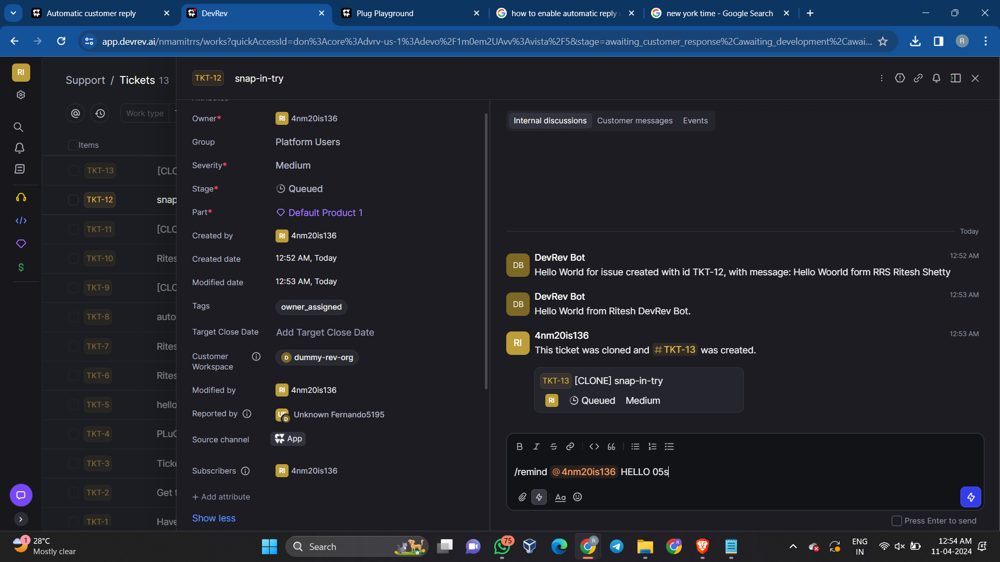 Automatic customer reply
DevRev
Plug Playground
how to enable automatic reply
new york time - Google Search
app.devrev.ai/nmamitrrs/works?quickAccessId=don%3Acore%3Advrv-us-1%3Adevo%2F1m0em2UAvv%3Avista%2F5&stage=awaiting_customer_response%2Cawaiting_development%2Cawai...
R
RI
Support / Tickets 13
TKT-12 snap-in-try
Work type
Items
TKT-13 [CLO
TKT-12 snap
TKT-11 [CLO
TKT-10 Rites
TKT-9 [CLO
TKT-8 auto
TKT-7 Rites
TKT-6 Rites
TKT-5 hello
TKT-4 PLuG
TKT-3 Ticke
TKT-2 Get t
TKT-1 Have
Attributes
Owner* RI 4nm20is136
Group Platform Users
Severity* Medium
Stage* Queued
Part* Default Product 1
Created by RI 4nm20is136
Created date 12:52 AM, Today
Modified date 12:53 AM, Today
Tags owner_assigned
Target Close Date Add Target Close Date
Customer Workspace D dummy-rev-org
Modified by RI 4nm20is136
Reported by UF D Unknown Fernando5195
Source channel App
Subscribers RI 4nm20is136
+ Add attribute
Show less
Internal discussions Customer messages Events
Today
DB DevRev Bot 12:52 AM
Hello World for issue created with id TKT-12, with message: Hello Woorld form RRS Ritesh Shetty
DB DevRev Bot 12:53 AM
Hello World from Ritesh DevRev Bot.
RI 4nm20is136 12:53 AM
This ticket was cloned and # TKT-13 was created.
TKT-13 [CLONE] snap-in-try
RI Queued Medium
/remind @4nm20is136 HELLO 05s
Aa
Press Enter to send
1 28°C
Mostly clear
Search
75
R
R
ENG
IN
12:54 AM
11-04-2024